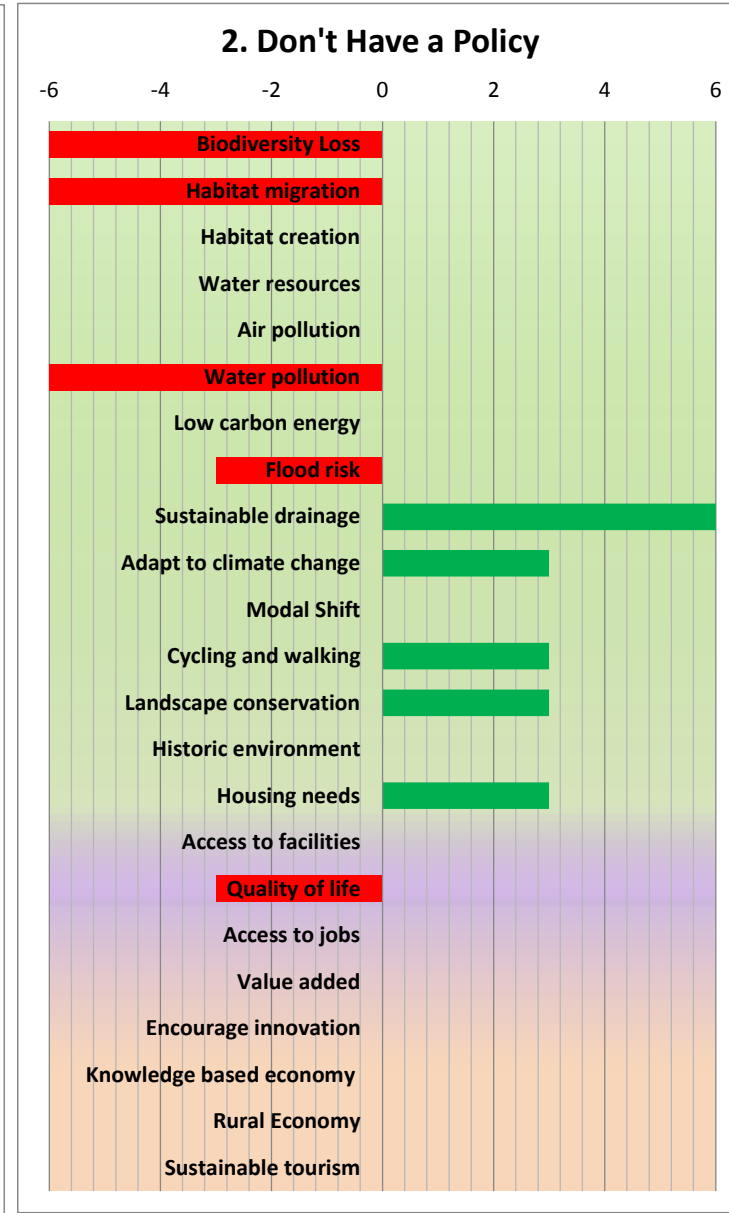 2. Don't Have a Policy
-6 -4 -2 0 2 4 6
Biodiversity Loss
Habitat migration
Habitat creation
Water resources
Air pollution
Water pollution
Low carbon energy
Flood risk
Sustainable drainage
Adapt to climate change
Modal Shift
Cycling and walking
Landscape conservation
Historic environment
Housing needs
Access to facilities
Quality of life
Access to jobs
Value added
Encourage innovation
Knowledge based economy
Rural Economy
Sustainable tourism